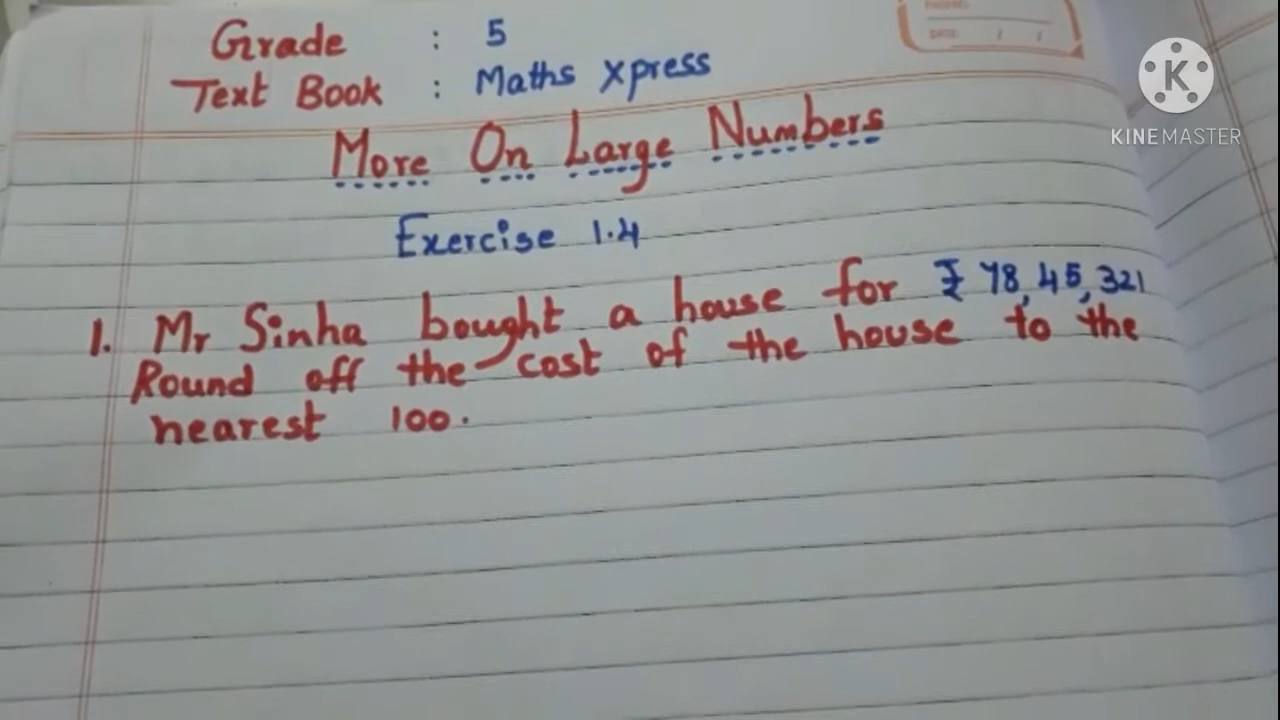 Grade : 5
Text Book : Maths Xpress
More On Large Numbers
Exercise 1.4
1. Mr Sinha bought a house for ₹ 78,45,321
Round off the cost of the house to the
nearest 100.
DATE: / /
KINEMASTER